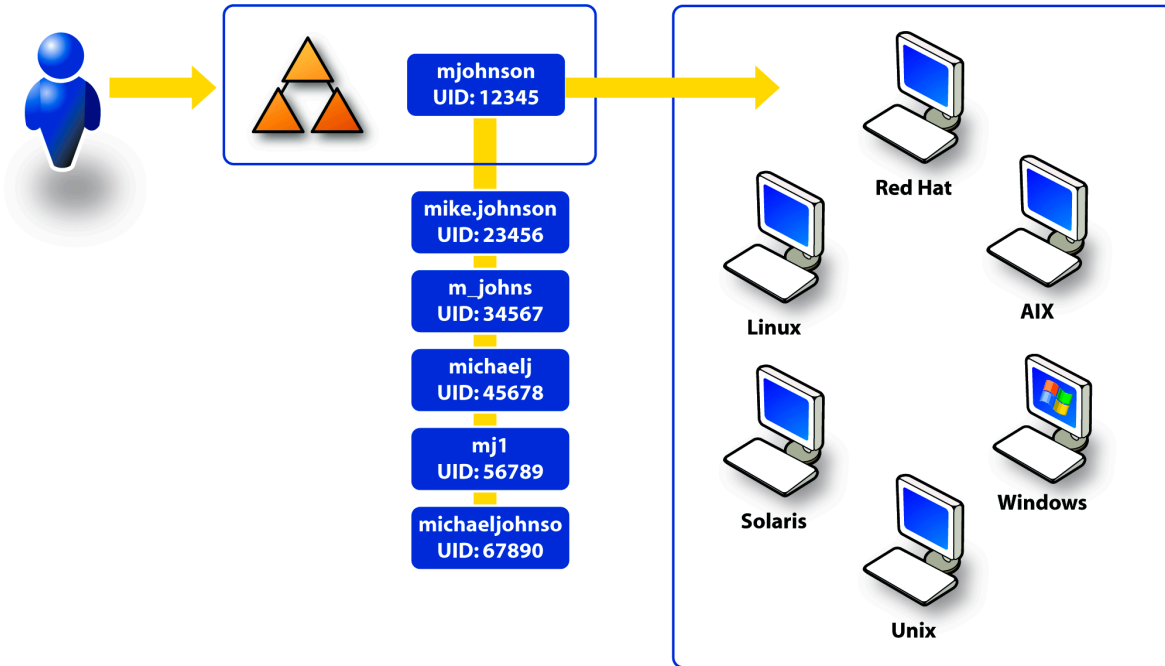 mjohnson
UID: 12345
mike.johnson
UID: 23456
m_johns
UID: 34567
michaelj
UID: 45678
mj1
UID: 56789
michaeljohnso
UID: 67890
Red Hat
Linux
AIX
Solaris
Windows
Unix